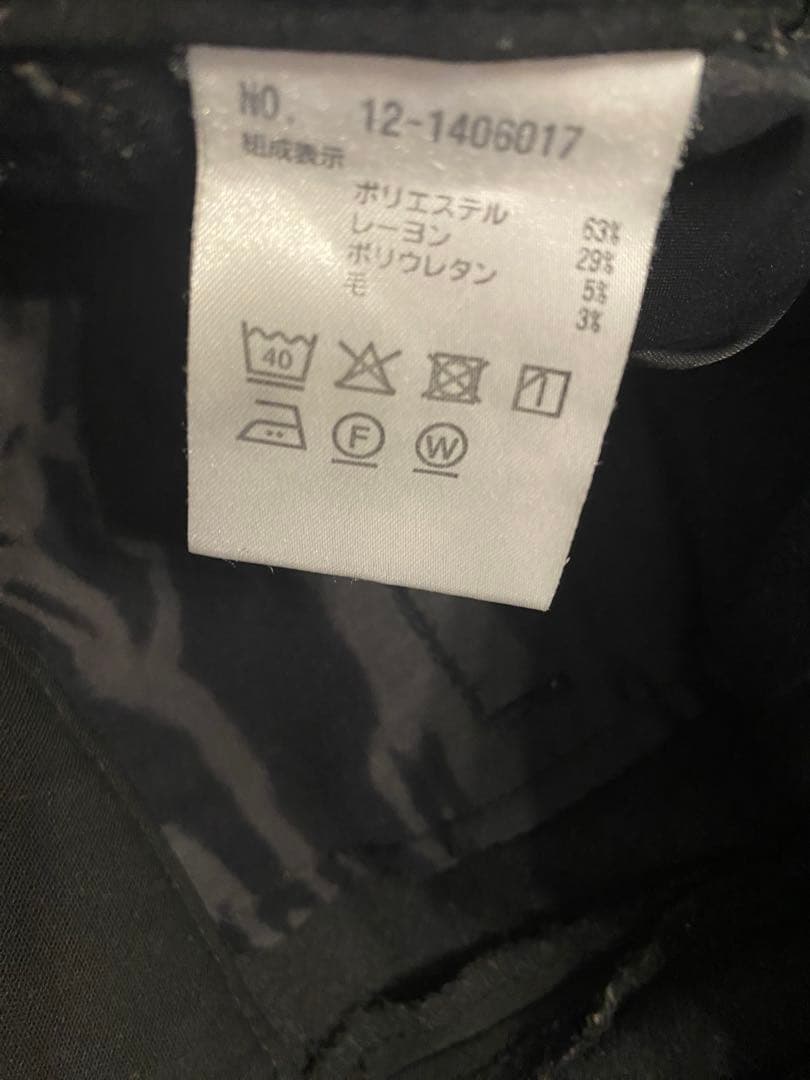 NO. 12-1406017
組成表示
ポリエステル 63%
レーヨン 29%
ポリウレタン 5%
毛 3%
40
F W